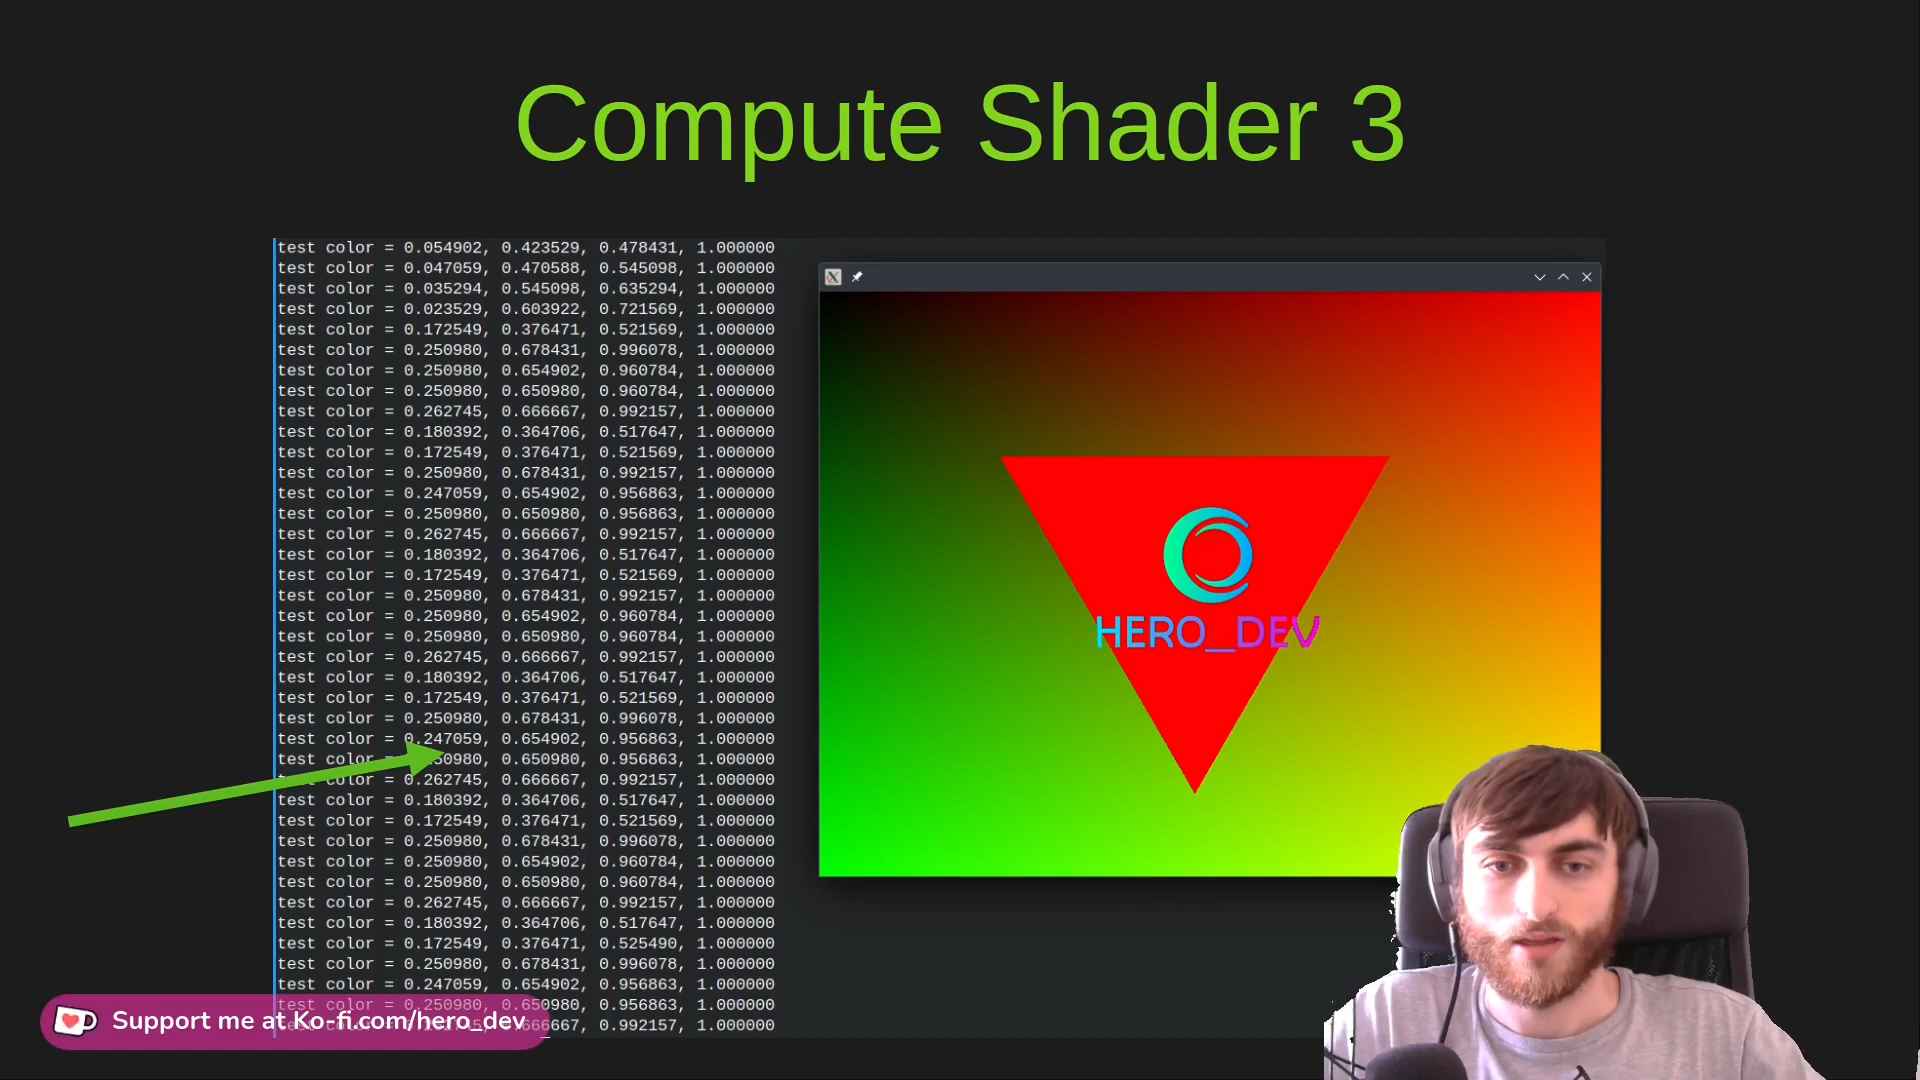 Compute Shader 3
test color = 0.054902, 0.423529, 0.478431, 1.000000
test color = 0.047059, 0.470588, 0.545098, 1.000000
test color = 0.035294, 0.545098, 0.635294, 1.000000
test color = 0.023529, 0.603922, 0.721569, 1.000000
test color = 0.172549, 0.376471, 0.521569, 1.000000
test color = 0.250980, 0.678431, 0.996078, 1.000000
test color = 0.250980, 0.654902, 0.960784, 1.000000
test color = 0.250980, 0.650980, 0.960784, 1.000000
test color = 0.262745, 0.666667, 0.992157, 1.000000
test color = 0.180392, 0.364706, 0.517647, 1.000000
test color = 0.172549, 0.376471, 0.521569, 1.000000
test color = 0.250980, 0.678431, 0.992157, 1.000000
test color = 0.247059, 0.654902, 0.956863, 1.000000
test color = 0.250980, 0.650980, 0.956863, 1.000000
test color = 0.262745, 0.666667, 0.992157, 1.000000
test color = 0.180392, 0.364706, 0.517647, 1.000000
test color = 0.172549, 0.376471, 0.521569, 1.000000
test color = 0.250980, 0.678431, 0.992157, 1.000000
test color = 0.250980, 0.654902, 0.960784, 1.000000
test color = 0.250980, 0.650980, 0.960784, 1.000000
test color = 0.262745, 0.666667, 0.992157, 1.000000
test color = 0.180392, 0.364706, 0.517647, 1.000000
test color = 0.172549, 0.376471, 0.521569, 1.000000
test color = 0.250980, 0.678431, 0.996078, 1.000000
test color = 0.247059, 0.654902, 0.956863, 1.000000
test color = 0.250980, 0.650980, 0.956863, 1.000000
test color = 0.262745, 0.666667, 0.992157, 1.000000
test color = 0.180392, 0.364706, 0.517647, 1.000000
test color = 0.172549, 0.376471, 0.521569, 1.000000
test color = 0.250980, 0.678431, 0.996078, 1.000000
test color = 0.250980, 0.654902, 0.960784, 1.000000
test color = 0.250980, 0.650980, 0.960784, 1.000000
test color = 0.262745, 0.666667, 0.992157, 1.000000
test color = 0.180392, 0.364706, 0.517647, 1.000000
test color = 0.172549, 0.376471, 0.525490, 1.000000
test color = 0.250980, 0.678431, 0.996078, 1.000000
test color = 0.247059, 0.654902, 0.956863, 1.000000
test color = 0.250980, 0.650980, 0.956863, 1.000000
0.992157, 1.000000
HERO_DEV
Support me at Ko-fi.com/hero_dev